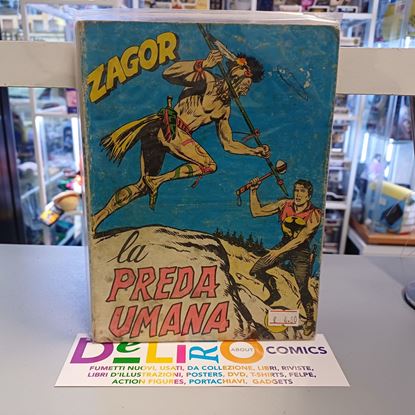 ZAGOR
la
PREDA
UMANA
DeLiRio ABOUT COMICS
FUMETTI NUOVI, USATI, DA COLLEZIONE, LIBRI, RIVISTE,
LIBRI D'ILLUSTRAZIONI, POSTERS, DVD, T-SHIRTS, FELPE,
ACTION FIGURES, PORTACHIAVI, GADGETS